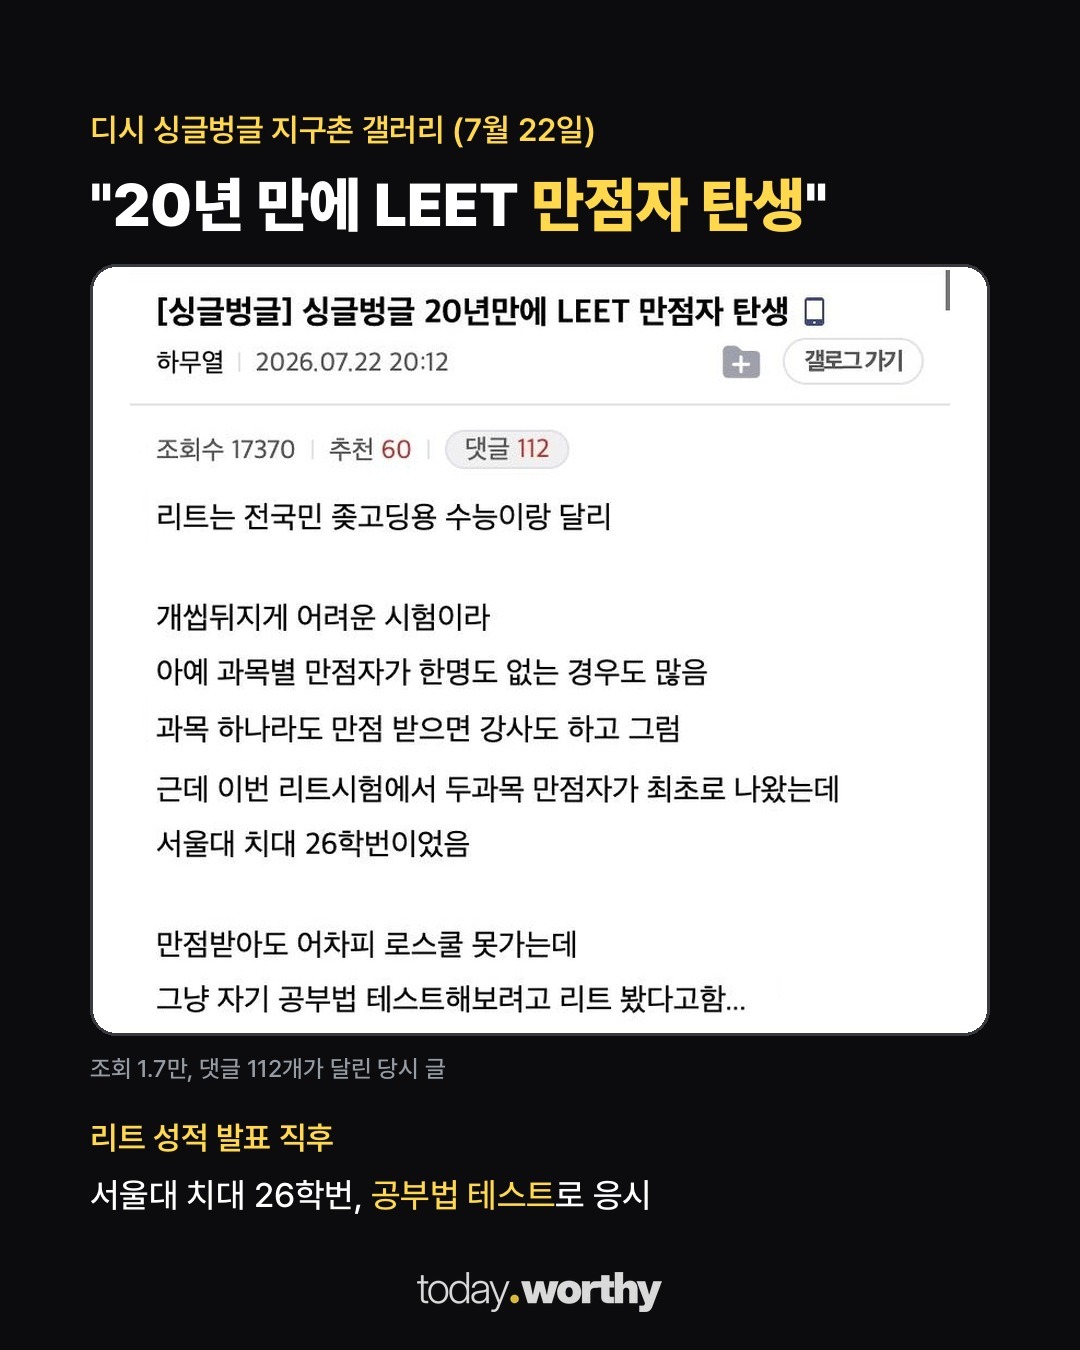 디시 싱글벙글 지구촌 갤러리 (7월 22일)
"20년 만에 LEET 만점자 탄생"
[싱글벙글] 싱글벙글 20년만에 LEET 만점자 탄생
하무열 2026.07.22 20:12 갤로그 가기
조회수 17370 추천 60 댓글 112
리트는 전국민 좆고딩용 수능이랑 달리
개씹뒤지게 어려운 시험이라
아예 과목별 만점자가 한명도 없는 경우도 많음
과목 하나라도 만점 받으면 강사도 하고 그럼
근데 이번 리트시험에서 두과목 만점자가 최초로 나왔는데
서울대 치대 26학번이었음
만점받아도 어차피 로스쿨 못가는데
그냥 자기 공부법 테스트해보려고 리트 봤다고함...
조회 1.7만, 댓글 112개가 달린 당시 글
리트 성적 발표 직후
서울대 치대 26학번, 공부법 테스트로 응시
today.worthy